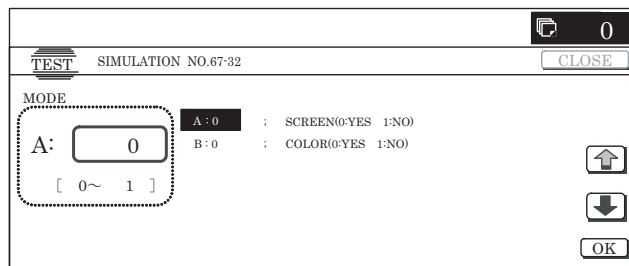 0
TEST SIMULATION NO.67-32 CLOSE
MODE
A: 0
[ 0～ 1 ]
A : 0 ; SCREEN(0:YES 1:NO)
B : 0 ; COLOR(0:YES 1:NO)
OK